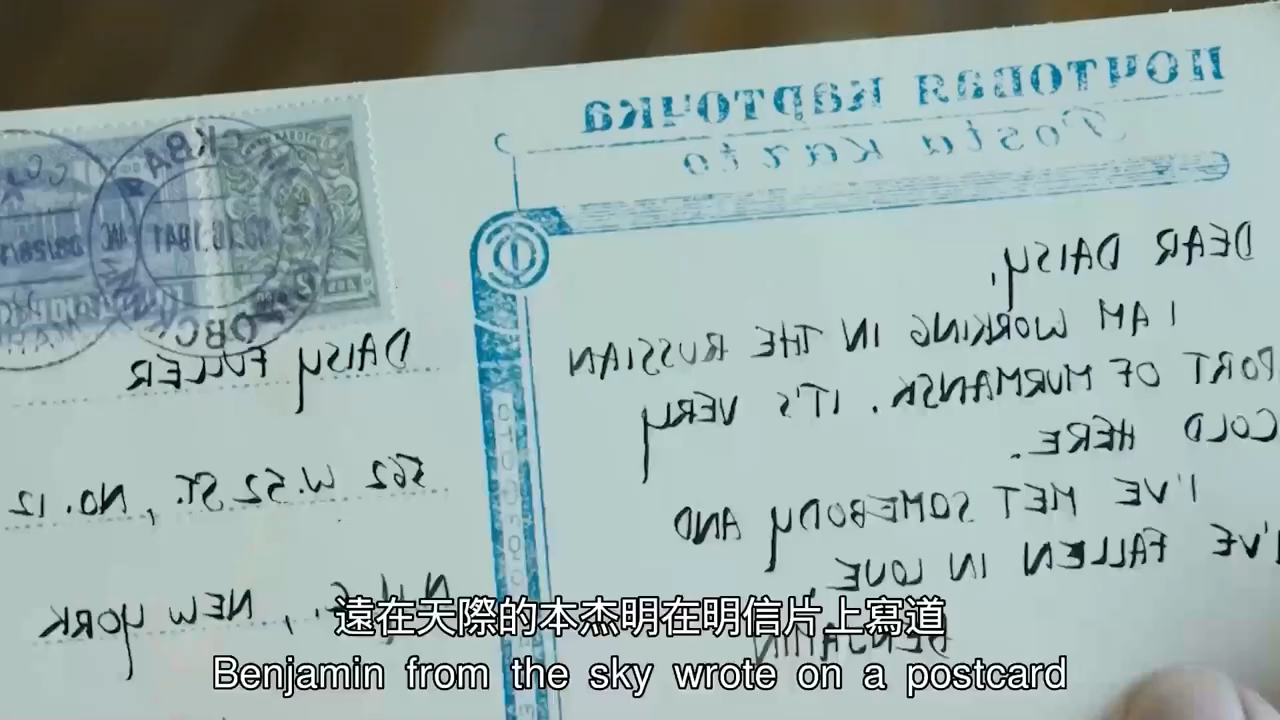 ПОЧТОВАЯ КАРТОЧКА
DEAR DAISY,
I AM WORKING IN THE RUSSIAN
PORT OF MURMANSK. IT'S VERY
COLD HERE.
I'VE MET SOMEBODY AND
I'VE FALLEN IN LOVE,
BENJAMIN
МОСКВА
DAISY FULLER
562 W. 52 ST., NO. 12
N.Y.C., NEW YORK
遠在天際的本杰明在明信片上寫道
Benjamin from the sky wrote on a postcard